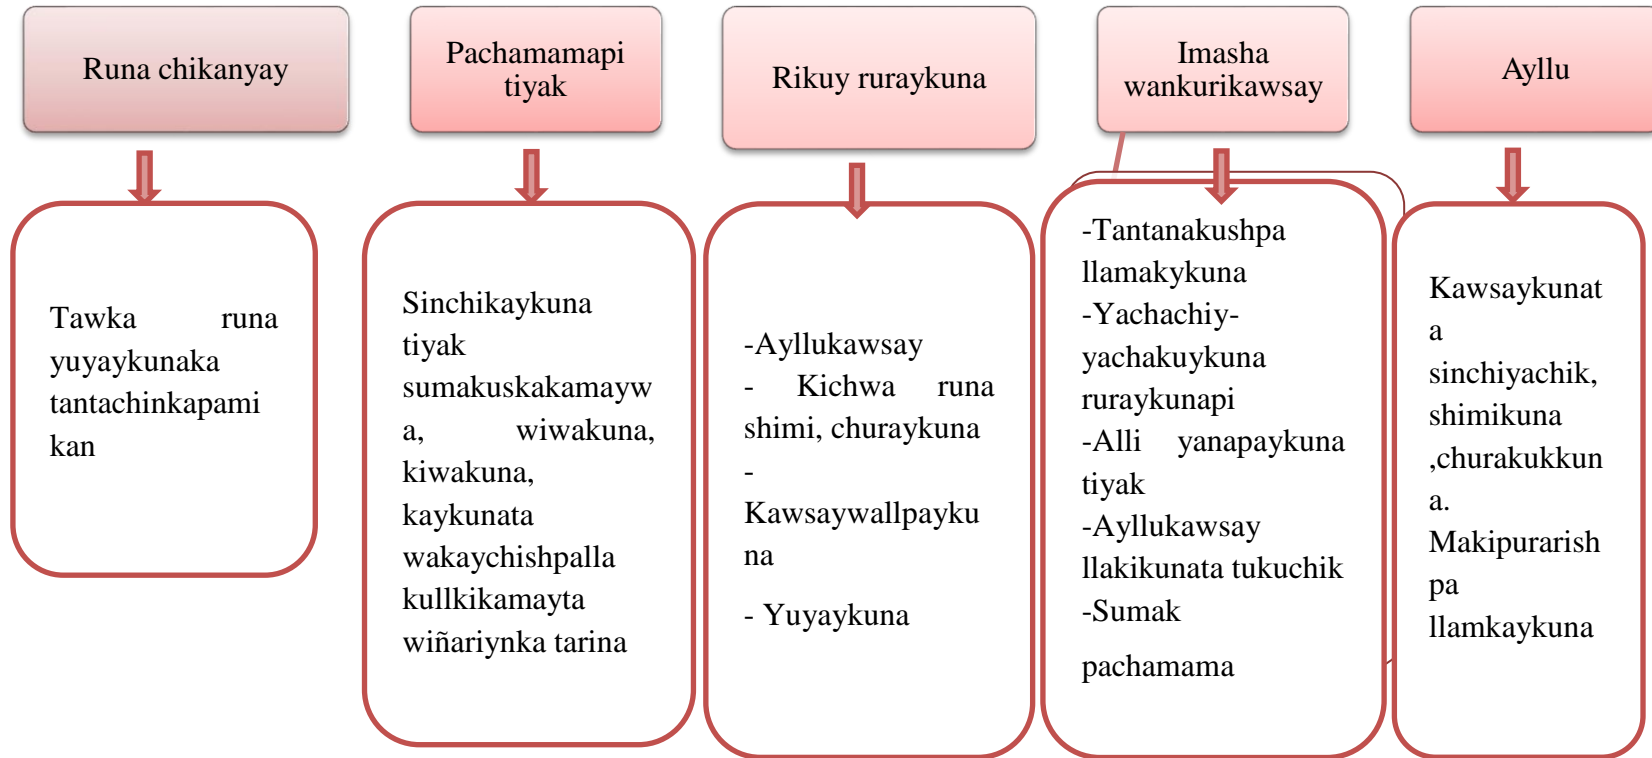 Runa chikanyay
Pachamamapi
tiyak
Rikuy ruraykuna
Imasha
wankurikawsay
Ayllu
Tawka runa
yuyaykunaka
tantachinkapami
kan
Sinchikaykuna
tiyak
sumakuskakamayw
a, wiwakuna,
kiwakuna,
kaykunata
wakaychishpalla
kullkikamayta
wiñariynka tarina
-Ayllukawsay
- Kichwa runa
shimi, churaykuna
-
Kawsaywallpayku
na
- Yuyaykuna
-Tantanakushpa
llamakykuna
-Yachachiy-
yachakuykuna
ruraykunapi
-Alli yanapaykuna
tiyak
-Ayllukawsay
llakikunata tukuchik
-Sumak
pachamama
Kawsaykunat
a
sinchiyachik,
shimikuna
,churakukkun
a.
Makipurarish
pa
llamkaykuna